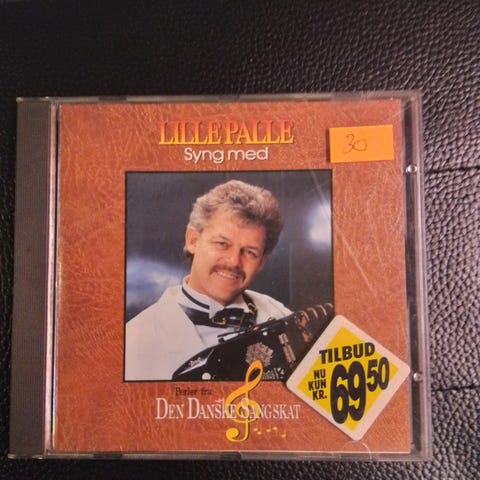 LILLE PALLE
Syng med
30
Perler fra
DEN DANSKE SANGSKAT
TILBUD
NU
KUN
KR.
69 50